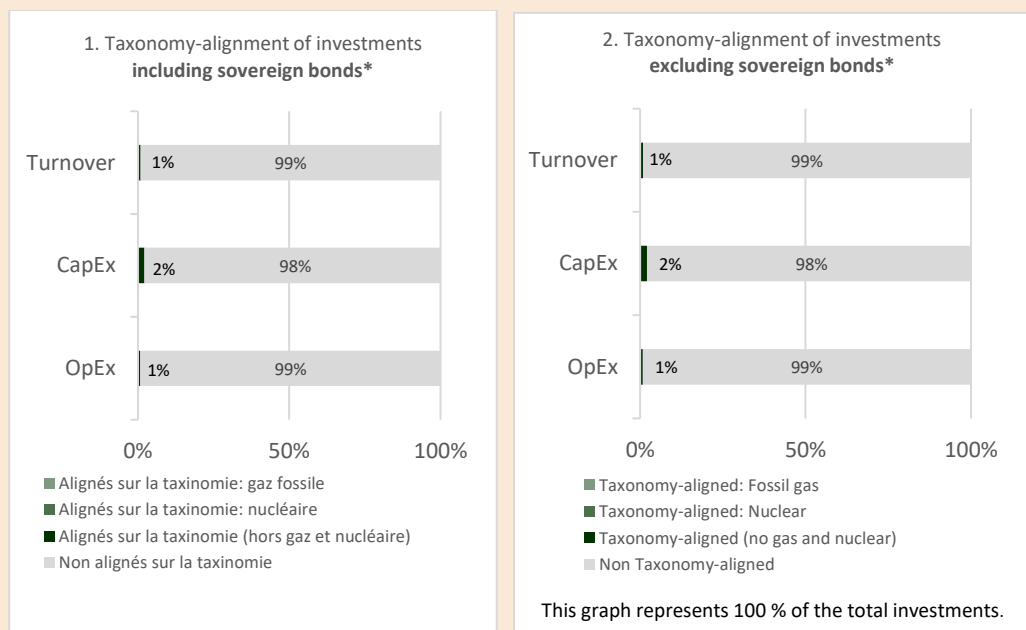 1. Taxonomy-alignment of investments
including sovereign bonds*
Turnover
1%
99%
CapEx
2%
98%
OpEx
1%
99%
0%
50%
100%
Alignés sur la taxinomie: gaz fossile
Alignés sur la taxinomie: nucléaire
Alignés sur la taxinomie (hors gaz et nucléaire)
Non alignés sur la taxinomie
2. Taxonomy-alignment of investments
excluding sovereign bonds*
Turnover
1%
99%
CapEx
2%
98%
OpEx
1%
99%
0%
50%
100%
Taxonomy-aligned: Fossil gas
Taxonomy-aligned: Nuclear
Taxonomy-aligned (no gas and nuclear)
Non Taxonomy-aligned
This graph represents 100 % of the total investments.